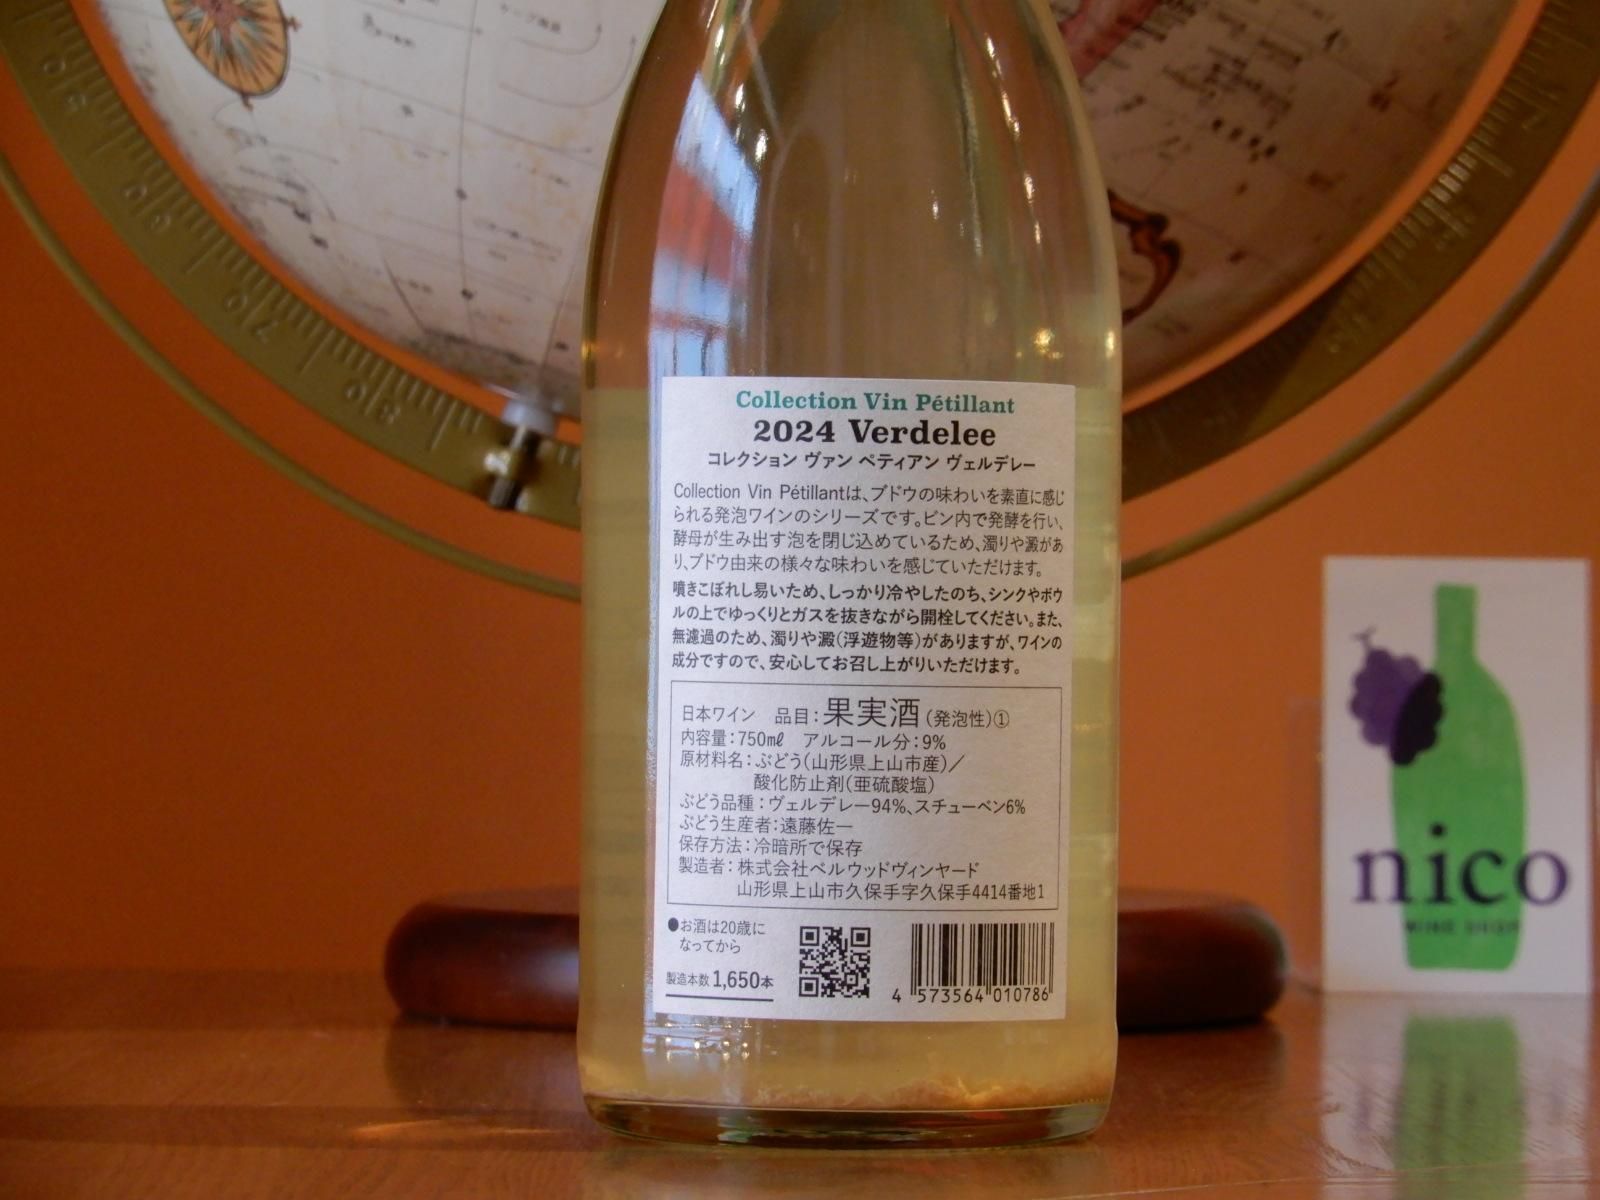 Collection Vin Pétillant
2024 Verdelee
コレクション ヴァン ペティアン ヴェルデレー
Collection Vin Pétillantは、ブドウの味わいを素直に感じ
られる発泡ワインのシリーズです。ビン内で発酵を行い、
酵母が生み出す泡を閉じ込めているため、濁りや澱があ
り、ブドウ由来の様々な味わいを感じていただけます。
噴きこぼれし易いため、しっかり冷やしたのち、シンクやボウ
ルの上でゆっくりとガスを抜きながら開栓してください。また、
無濾過のため、濁りや澱(浮遊物等)がありますが、ワインの
成分ですので、安心してお召し上がりいただけます。
日本ワイン 品目:果実酒(発泡性)①
内容量:750㎖ アルコール分:9%
原材料名:ぶどう(山形県上山市産)/
酸化防止剤(亜硫酸塩)
ぶどう品種:ヴェルデレー94%、スチューベン6%
ぶどう生産者:遠藤佐一
保存方法:冷暗所で保存
製造者:株式会社ベルウッドヴィンヤード
山形県上山市久保手字久保手4414番地1
●お酒は20歳に
なってから
製造本数 1,650本
4 573564 010786
nico
WINE SHOP